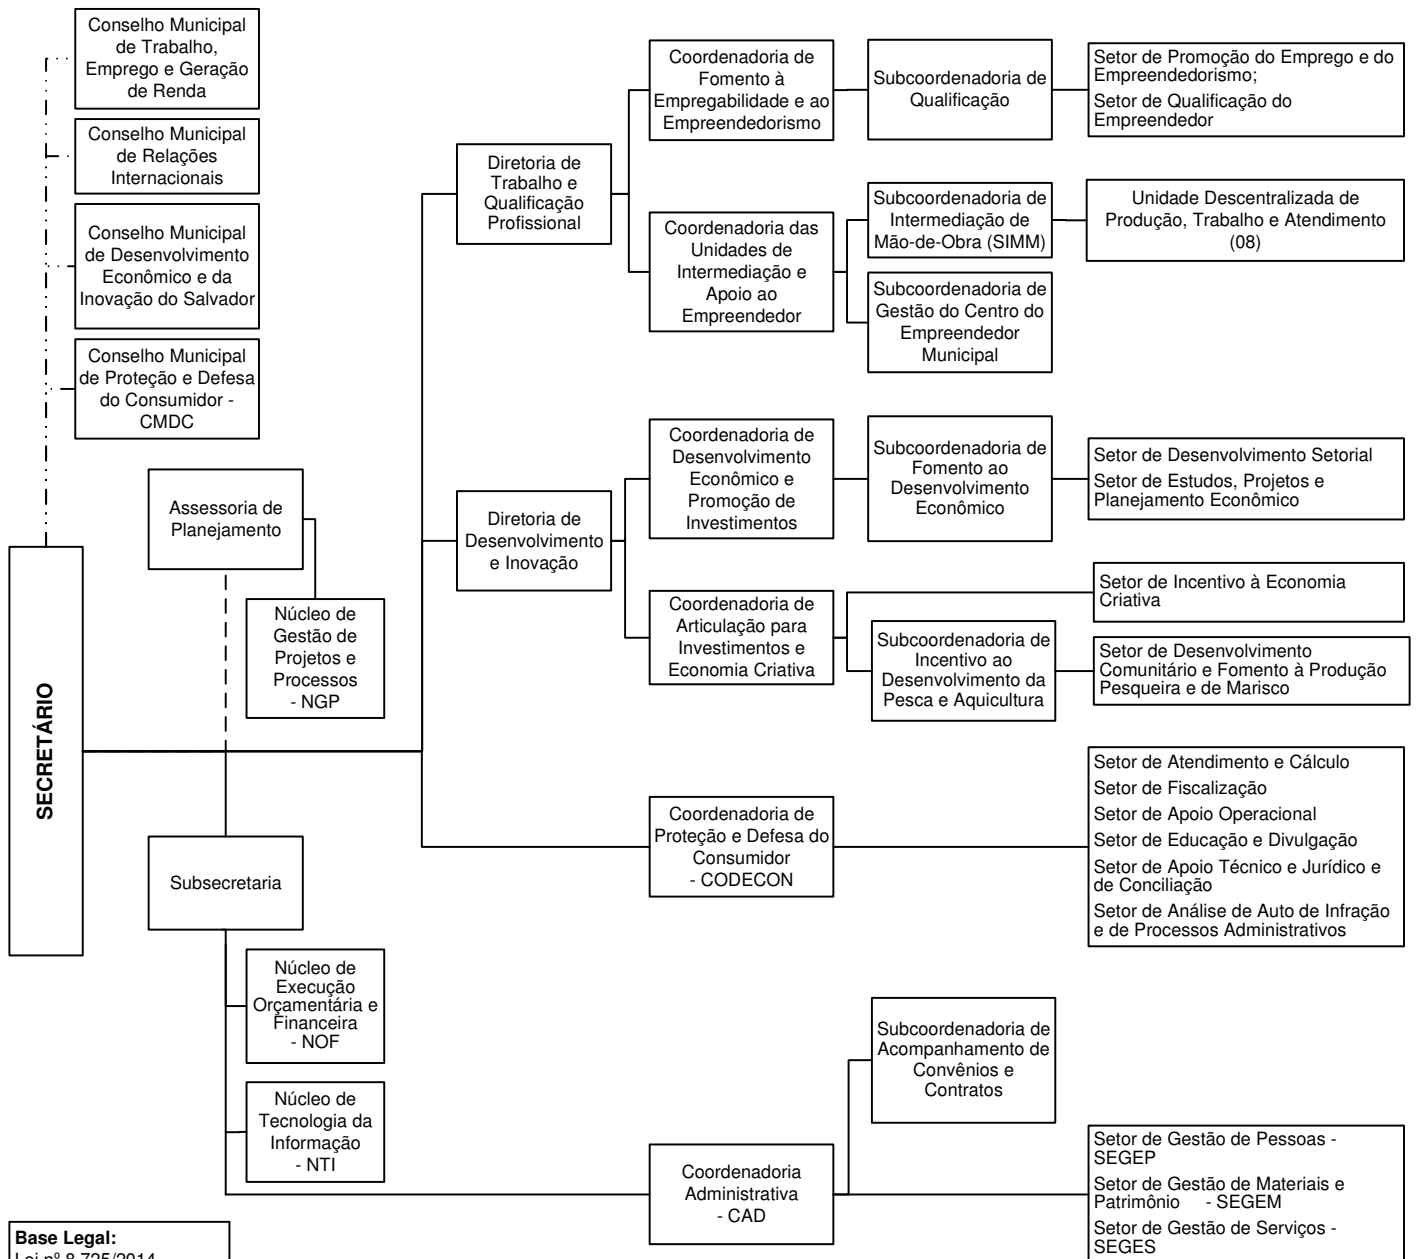 Conselho Municipal
de Trabalho,
Emprego e Geração
de Renda
Conselho Municipal
de Relações
Internacionais
Conselho Municipal
de Desenvolvimento
Econômico e da
Inovação do Salvador
Conselho Municipal
de Proteção e Defesa
do Consumidor -
CMDC
Assessoria de
Planejamento
Núcleo de
Gestão de
Projetos e
Processos
- NGP
SECRETÁRIO
Subsecretaria
Núcleo de
Execução
Orçamentária e
Financeira
- NOF
Núcleo de
Tecnologia da
Informação
- NTI
Diretoria de
Trabalho e
Qualificação
Profissional
Coordenadoria de
Fomento à
Empregabilidade e ao
Empreendedorismo
Subcoordenadoria de
Qualificação
Setor de Promoção do Emprego e do
Empreendedorismo;
Setor de Qualificação do
Empreendedor
Coordenadoria das
Unidades de
Intermediação e
Apoio ao
Empreendedor
Subcoordenadoria de
Intermediação de
Mão-de-Obra (SIMM)
Unidade Descentralizada de
Produção, Trabalho e Atendimento
(08)
Subcoordenadoria de
Gestão do Centro do
Empreendedor
Municipal
Diretoria de
Desenvolvimento
e Inovação
Coordenadoria de
Desenvolvimento
Econômico e
Promoção de
Investimentos
Subcoordenadoria de
Fomento ao
Desenvolvimento
Econômico
Setor de Desenvolvimento Setorial
Setor de Estudos, Projetos e
Planejamento Econômico
Coordenadoria de
Articulação para
Investimentos e
Economia Criativa
Setor de Incentivo à Economia
Criativa
Subcoordenadoria de
Incentivo ao
Desenvolvimento da
Pesca e Aquicultura
Setor de Desenvolvimento
Comunitário e Fomento à Produção
Pesqueira e de Marisco
Coordenadoria de
Proteção e Defesa do
Consumidor
- CODECON
Setor de Atendimento e Cálculo
Setor de Fiscalização
Setor de Apoio Operacional
Setor de Educação e Divulgação
Setor de Apoio Técnico e Jurídico e
de Conciliação
Setor de Análise de Auto de Infração
e de Processos Administrativos
Coordenadoria
Administrativa
- CAD
Subcoordenadoria de
Acompanhamento de
Convênios e
Contratos
Setor de Gestão de Pessoas -
SEGEP
Setor de Gestão de Materiais e
Patrimônio - SEGEM
Setor de Gestão de Serviços -
SEGES
Base Legal:
Lei nº 8.725/2014